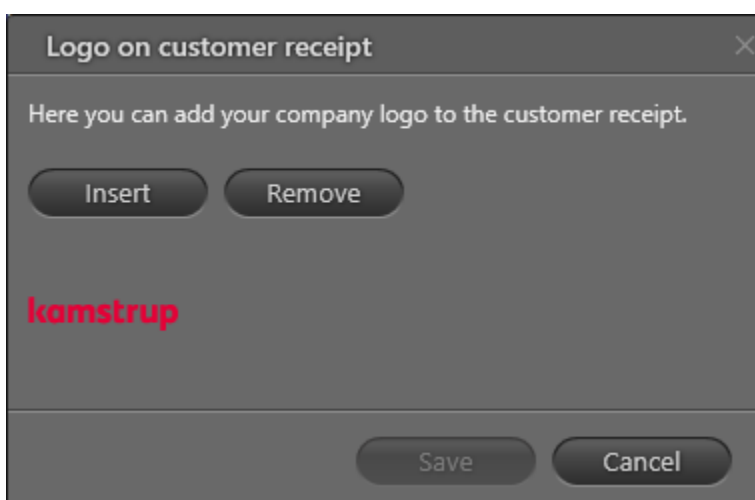 Logo on customer receipt
Here you can add your company logo to the customer receipt.
Insert Remove
kamstrup
Save Cancel